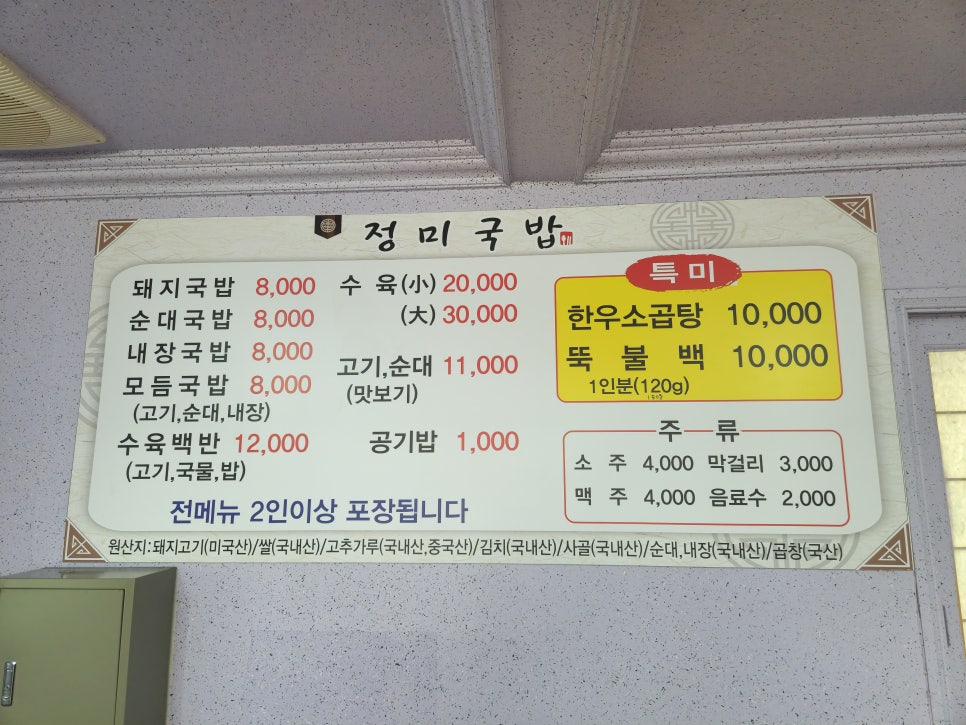 정미국밥
돼지국밥 8,000
순대국밥 8,000
내장국밥 8,000
모듬국밥 8,000
(고기,순대,내장)
수육백반 12,000
(고기,국물,밥)
수 육(小) 20,000
(大) 30,000
고기,순대 11,000
(맛보기)
공기밥 1,000
전메뉴 2인이상 포장됩니다
특미
한우소곱탕 10,000
뚝 불 백 10,000
1인분(120g)
주 류
소 주 4,000 막걸리 3,000
맥 주 4,000 음료수 2,000
원산지:돼지고기(미국산)/쌀(국내산)/고추가루(국내산,중국산)/김치(국내산)/사골(국내산)/순대,내장(국내산)/곱창(국산)